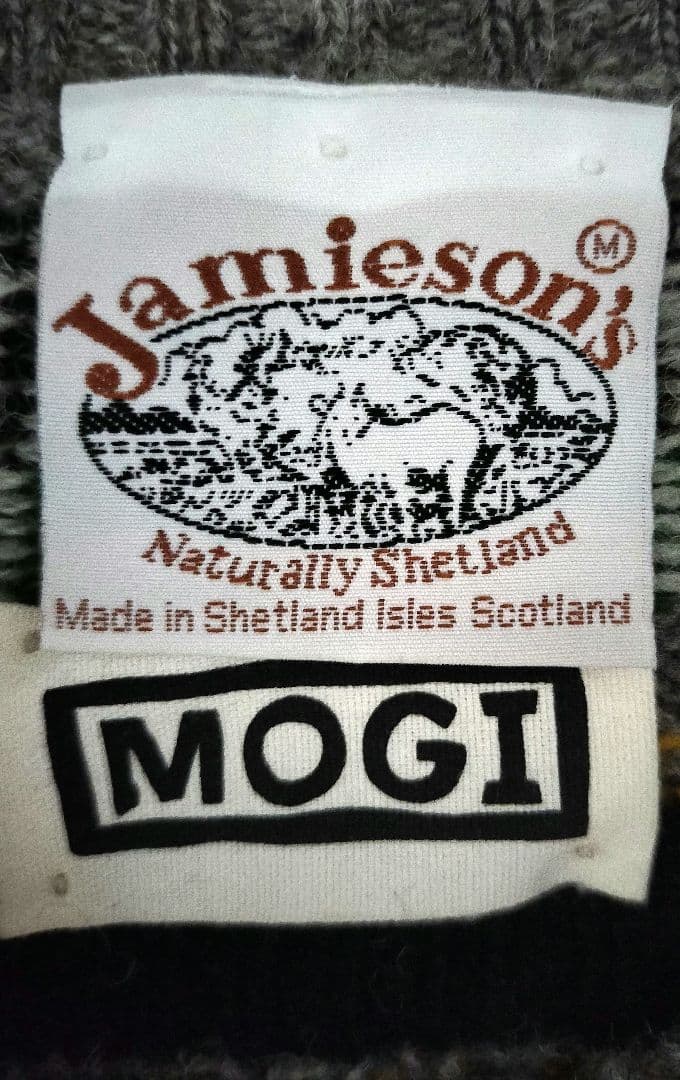 Jamieson's
M
Naturally Shetland
Made in Shetland Isles Scotland
MOGI